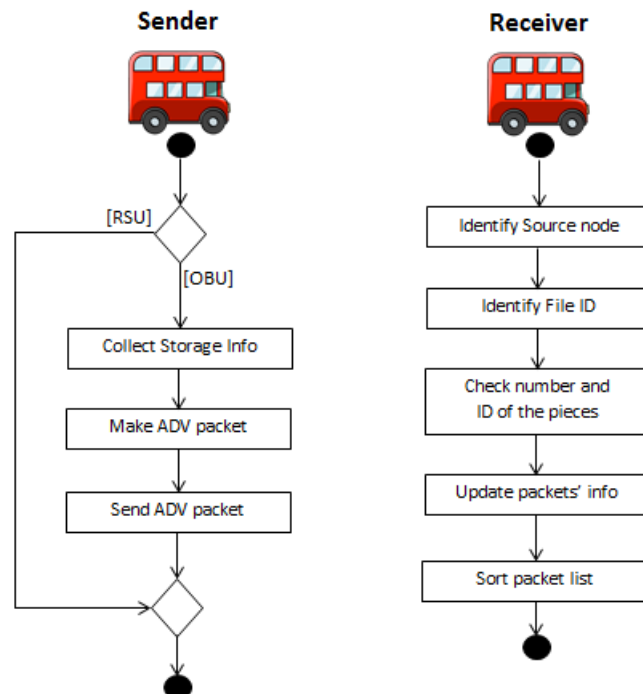 Sender
[RSU]
[OBU]
Collect Storage Info
Make ADV packet
Send ADV packet
Receiver
Identify Source node
Identify File ID
Check number and
ID of the pieces
Update packets' info
Sort packet list